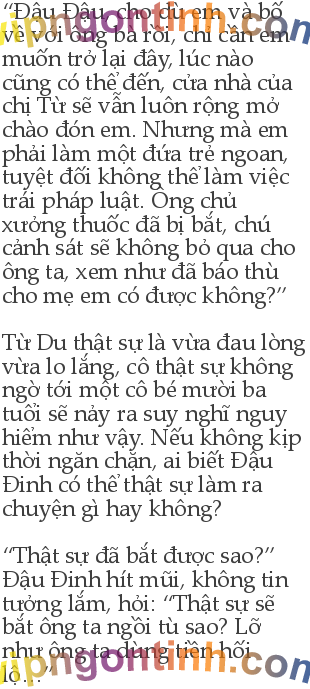 “Đậu Đậu, cho dù em và bố
về với ông bà rồi, chỉ cần em
muốn trở lại đây, lúc nào
cũng có thể đến, cửa nhà của
chị Từ sẽ vẫn luôn rộng mở
chào đón em. Nhưng mà em
phải làm một đứa trẻ ngoan,
tuyệt đối không thể làm việc
trái pháp luật. Ông chủ
xưởng thuốc đã bị bắt, chú
cảnh sát sẽ không bỏ qua cho
ông ta, xem như đã báo thù
cho mẹ em có được không?”
Từ Du thật sự là vừa đau lòng
vừa lo lắng, cô thật sự không
ngờ tới một cô bé mười ba
tuổi sẽ nảy ra suy nghĩ nguy
hiểm như vậy. Nếu không kịp
thời ngăn chặn, ai biết Đậu
Đinh có thể thật sự làm ra
chuyện gì hay không?
“Thật sự đã bắt được sao?”
Đậu Đinh hít mũi, không tin
tưởng lắm, hỏi: “Thật sự sẽ
bắt ông ta ngồi tù sao? Lỡ
như ông ta dùng tiền hối
lộ...”
vipngontinh.com